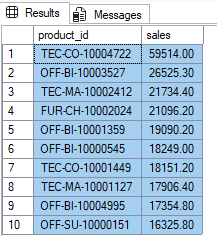 Results Messages
product_id sales
1 TEC-CO-10004722 59514.00
2 OFF-BI-10003527 26525.30
3 TEC-MA-10002412 21734.40
4 FUR-CH-10002024 21096.20
5 OFF-BI-10001359 19090.20
6 OFF-BI-10000545 18249.00
7 TEC-CO-10001449 18151.20
8 TEC-MA-10001127 17906.40
9 OFF-BI-10004995 17354.80
10 OFF-SU-10000151 16325.80